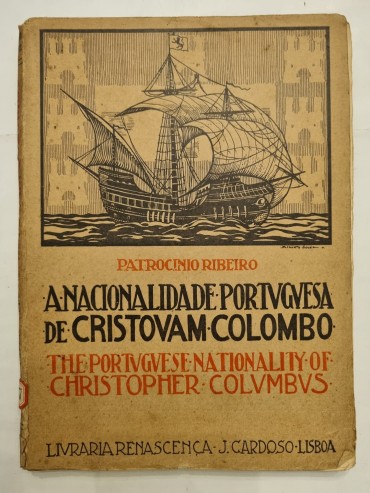 PATROCINIO RIBEIRO
A·NACIONALIDADE·PORTVGVESA
DE·CRISTOVAM·COLOMBO·
THE·PORTVGVESE·NATIONALITY·OF·
CHRISTOPHER·COLVMBVS·
LIVRARIA RENASCENÇA·J. CARDOSO·LISBOA